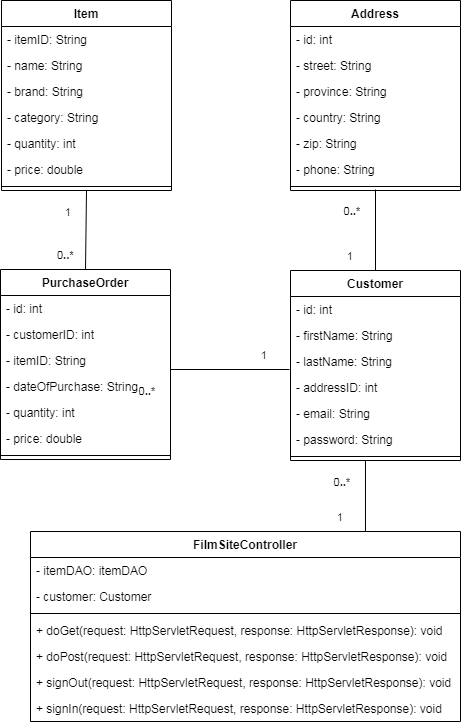 Item
- itemID: String
- name: String
- brand: String
- category: String
- quantity: int
- price: double
Address
- id: int
- street: String
- province: String
- country: String
- zip: String
- phone: String
1
0..*
0..*
1
PurchaseOrder
- id: int
- customerID: int
- itemID: String
- dateOfPurchase: String
- quantity: int
- price: double
0..*
1
Customer
- id: int
- firstName: String
- lastName: String
- addressID: int
- email: String
- password: String
0..*
1
FilmSiteController
- itemDAO: itemDAO
- customer: Customer
+ doGet(request: HttpServletRequest, response: HttpServletResponse): void
+ doPost(request: HttpServletRequest, response: HttpServletResponse): void
+ signOut(request: HttpServletRequest, response: HttpServletResponse): void
+ signIn(request: HttpServletRequest, response: HttpServletResponse): void